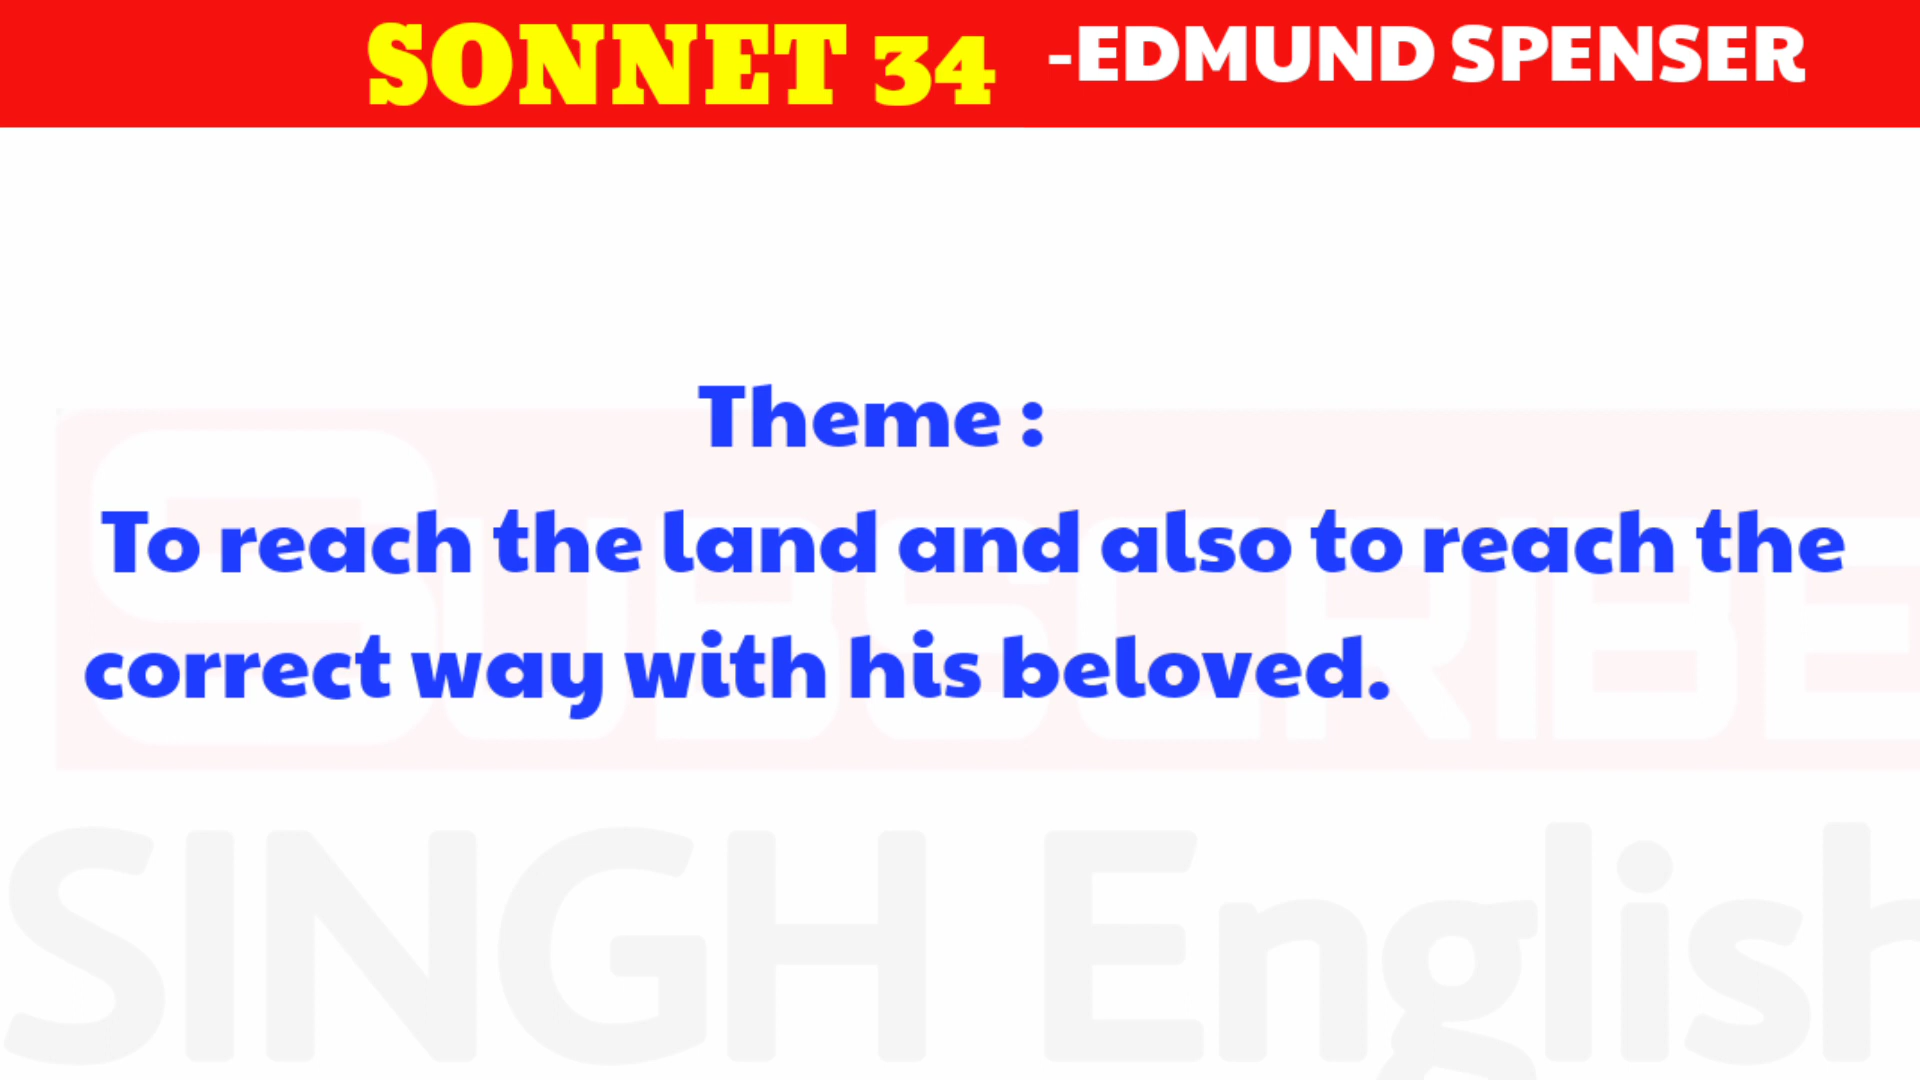 SONNET 34 -EDMUND SPENSER
Theme :
To reach the land and also to reach the
correct way with his beloved.
SUBSCRIBE
SINGH English